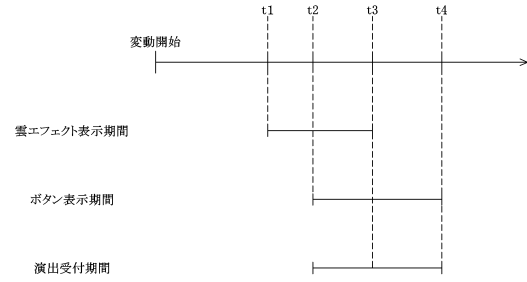 t1 t2 t3 t4
変動開始
雲エフェクト表示期間
ボタン表示期間
演出受付期間